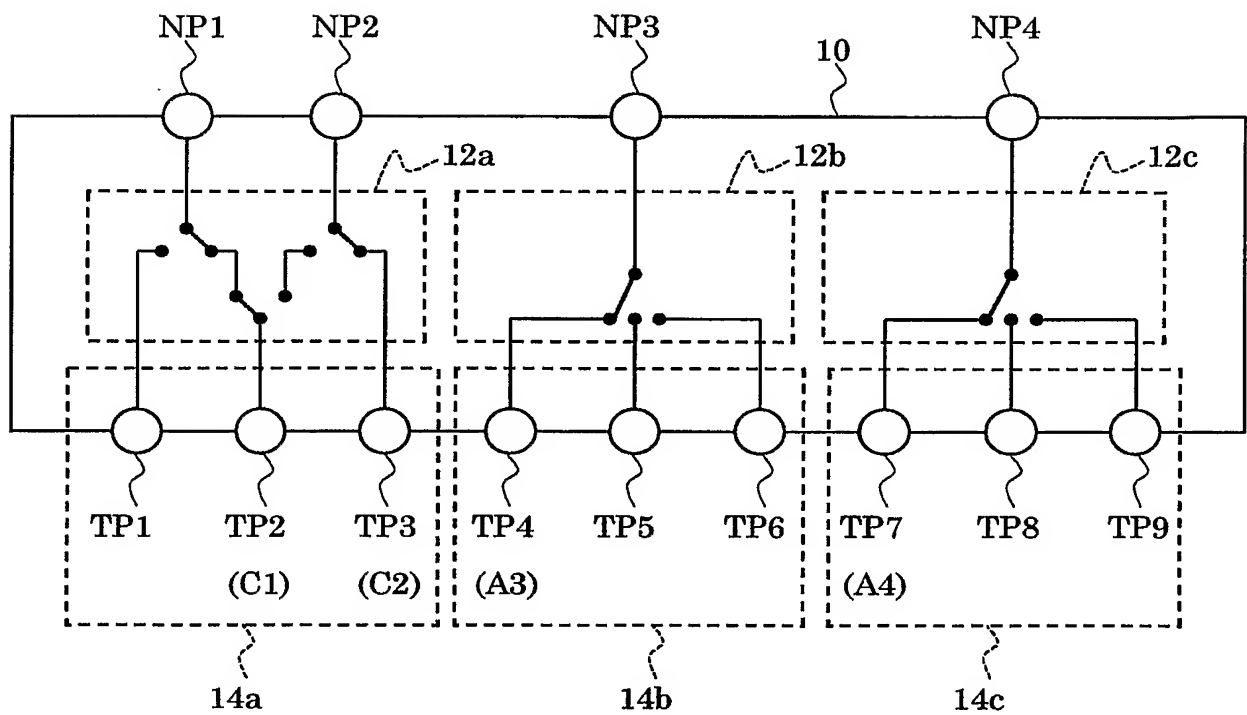 NP1 NP2 NP3 NP4
10
12a 12b 12c
TP1 TP2 TP3 TP4 TP5 TP6 TP7 TP8 TP9
(C1) (C2) (A3) (A4)
14a 14b 14c